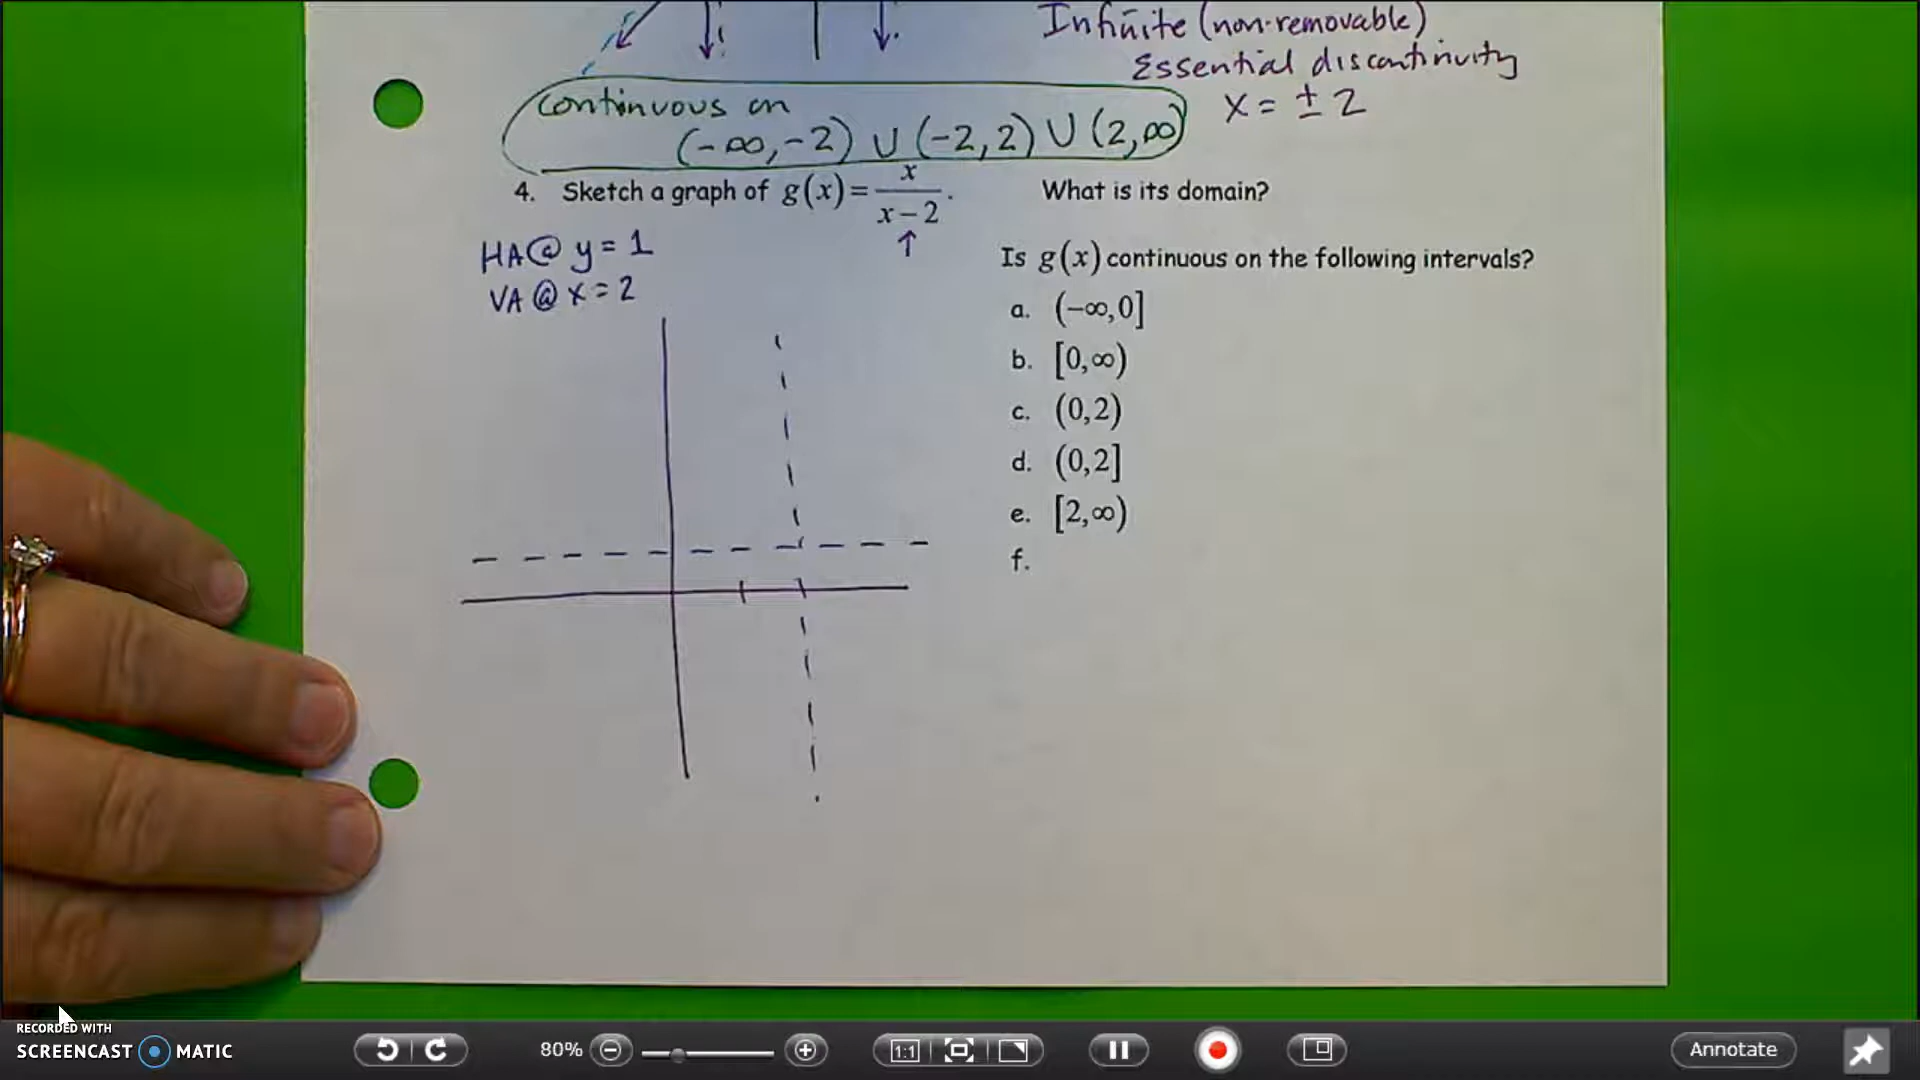 Infinite (non-removable)
Essential discontinuity
x = ± 2
continuous on
(-∞,-2) ∪ (-2,2) ∪ (2,∞)
4. Sketch a graph of g(x)= x/(x−2). What is its domain?
↑
HA@ y = 1
VA @ x = 2
Is g(x) continuous on the following intervals?
a. (−∞,0]
b. [0,∞)
c. (0,2)
d. (0,2]
e. [2,∞)
f.
RECORDED WITH
SCREENCAST MATIC
80%
1:1
Annotate